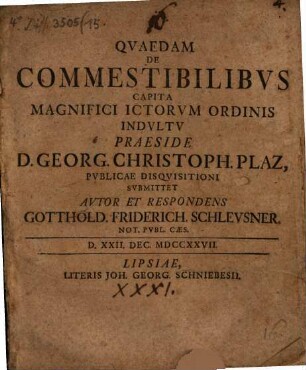 QVAEDAM
DE
COMMESTIBILIBVS
CAPITA
MAGNIFICI ICTORVM ORDINIS
INDVLTV
PRAESIDE
D. GEORG. CHRISTOPH. PLAZ,
PVBLICAE DISQVISITIONI
SVBMITTET
AVTOR ET RESPONDENS
GOTTHOLD. FRIDERICH. SCHLEVSNER.
NOT. PVBL. CÆS.
D. XXII. DEC. MDCCXXVII.
LIPSIAE,
LITERIS JOH. GEORG. SCHNIEBESII.
XXXI.